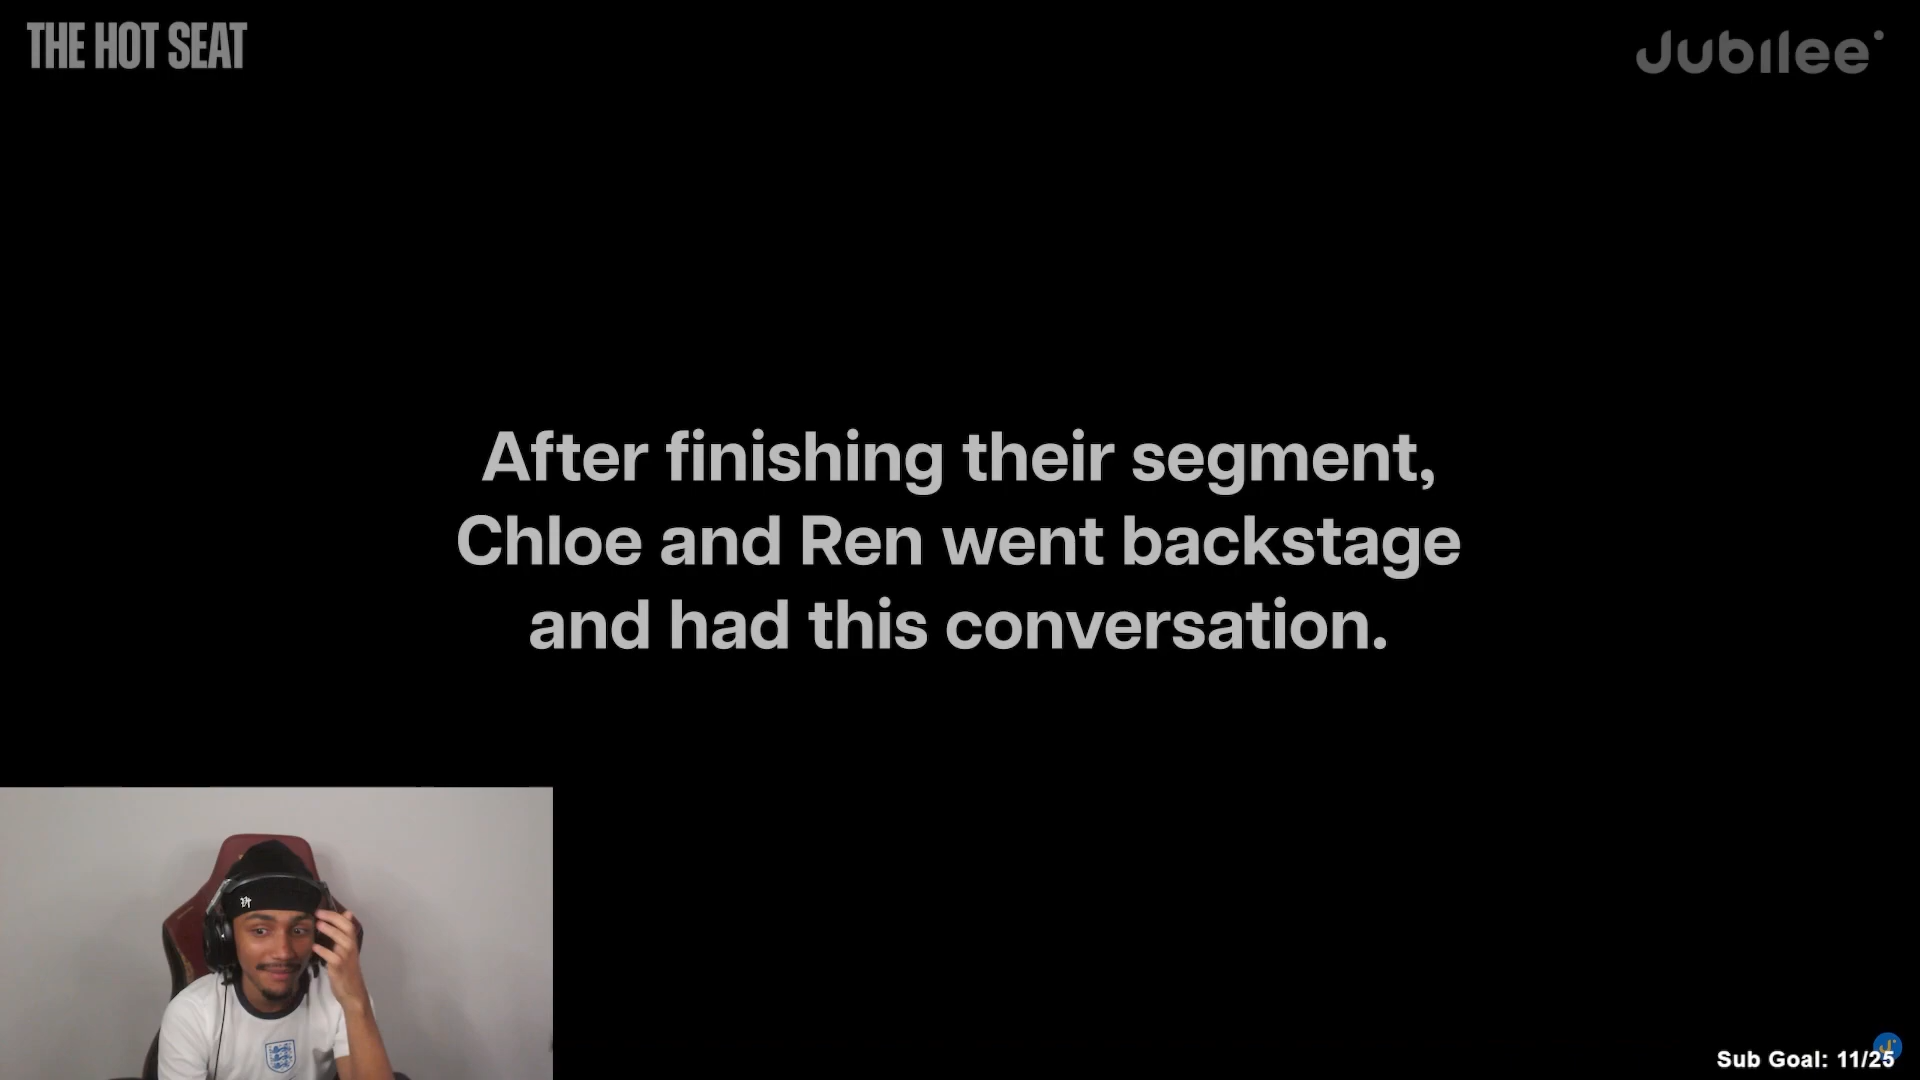 THE HOT SEAT
Jubilee
After finishing their segment,
Chloe and Ren went backstage
and had this conversation.
Sub Goal: 11/25